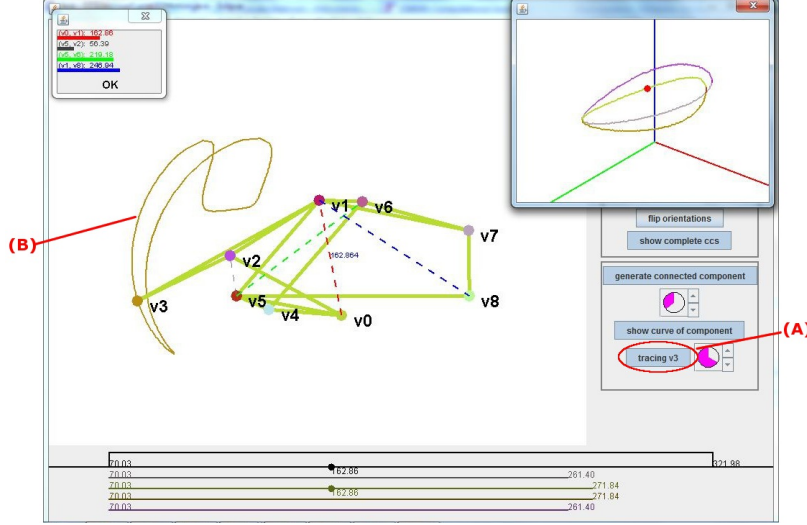 (v0, v1): 162.86
(v5, v2): 56.39
(v5, v6): 219.18
(v1, v8): 246.94
OK
v1
v6
v7
v2
162.864
v5
v8
v3
v4
v0
(B)
flip orientations
show complete ccs
generate connected component
show curve of component
(A)
tracing v3
70.03
162.86
321.98
70.03
261.40
70.03
271.84
70.03
162.86
271.84
70.03
261.40